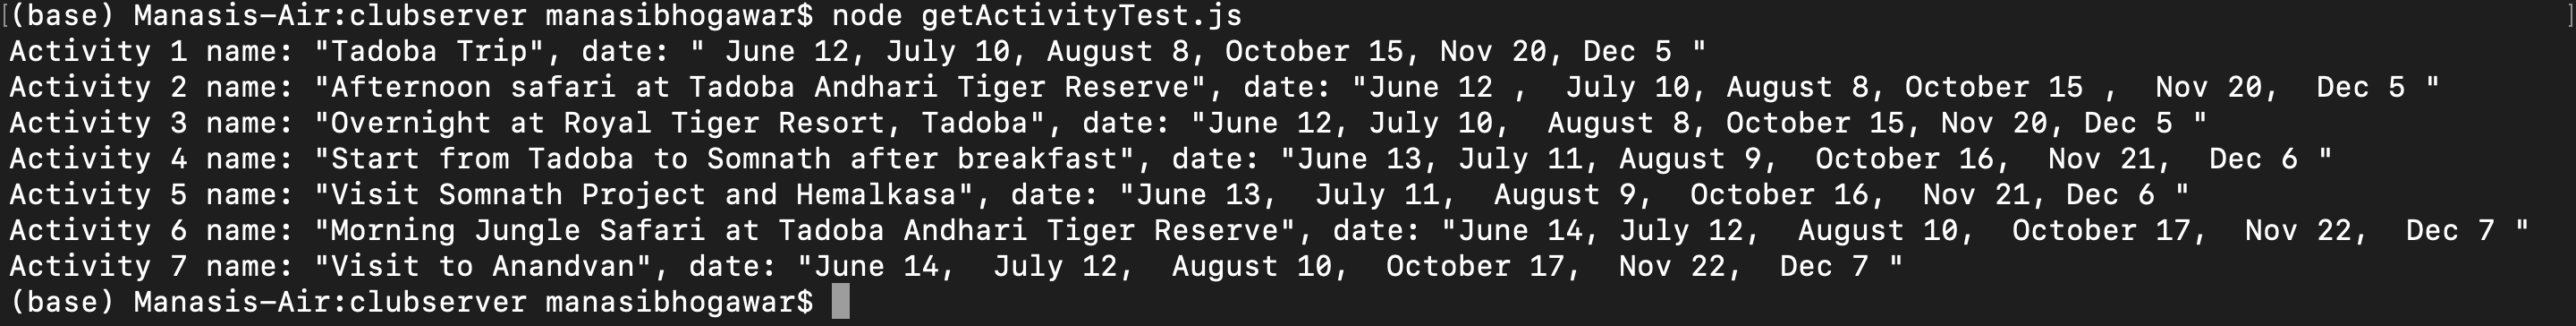 [(base) Manasis-Air:clubserver manasibhogawar$ node getActivityTest.js ]
Activity 1 name: "Tadoba Trip", date: " June 12, July 10, August 8, October 15, Nov 20, Dec 5 "
Activity 2 name: "Afternoon safari at Tadoba Andhari Tiger Reserve", date: "June 12 ,  July 10, August 8, October 15 ,  Nov 20,  Dec 5 "
Activity 3 name: "Overnight at Royal Tiger Resort, Tadoba", date: "June 12, July 10,  August 8, October 15, Nov 20, Dec 5 "
Activity 4 name: "Start from Tadoba to Somnath after breakfast", date: "June 13, July 11, August 9,  October 16,  Nov 21,  Dec 6 "
Activity 5 name: "Visit Somnath Project and Hemalkasa", date: "June 13,  July 11,  August 9,  October 16,  Nov 21, Dec 6 "
Activity 6 name: "Morning Jungle Safari at Tadoba Andhari Tiger Reserve", date: "June 14, July 12,  August 10,  October 17,  Nov 22,  Dec 7 "
Activity 7 name: "Visit to Anandvan", date: "June 14,  July 12,  August 10,  October 17,  Nov 22,  Dec 7 "
(base) Manasis-Air:clubserver manasibhogawar$